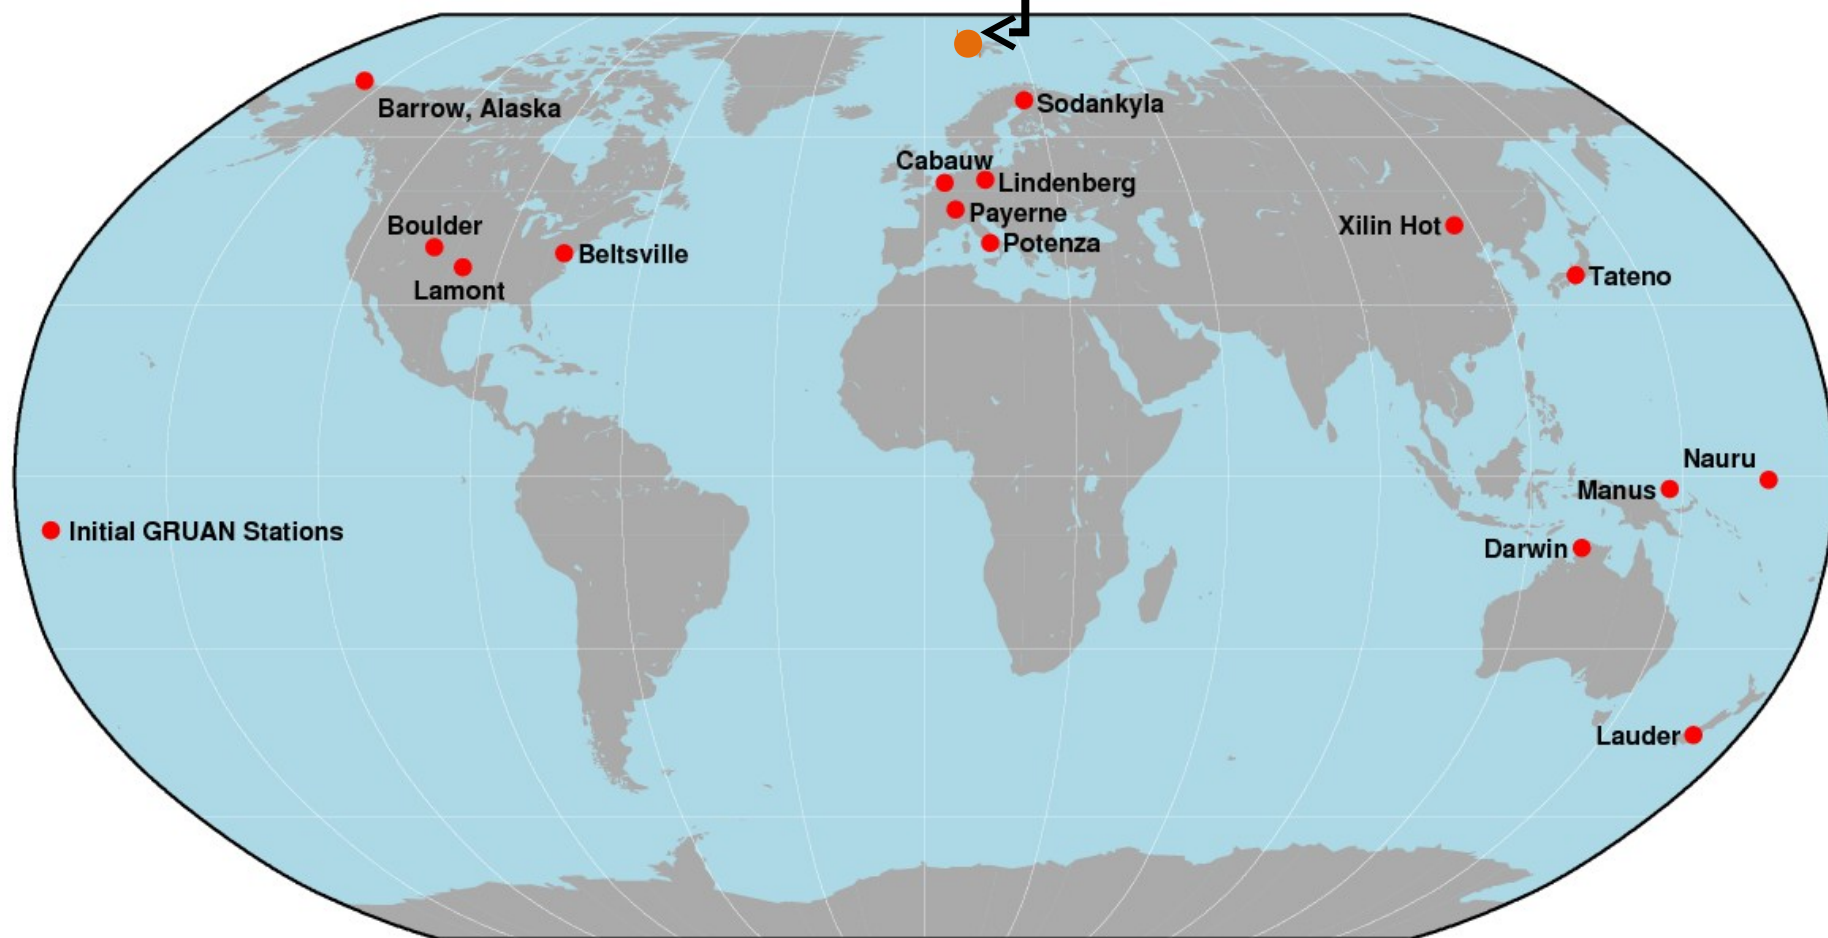 Barrow, Alaska
Sodankyla
Cabauw
Lindenberg
Payerne
Potenza
Boulder
Beltsville
Lamont
Xilin Hot
Tateno
Nauru
Manus
Initial GRUAN Stations
Darwin
Lauder